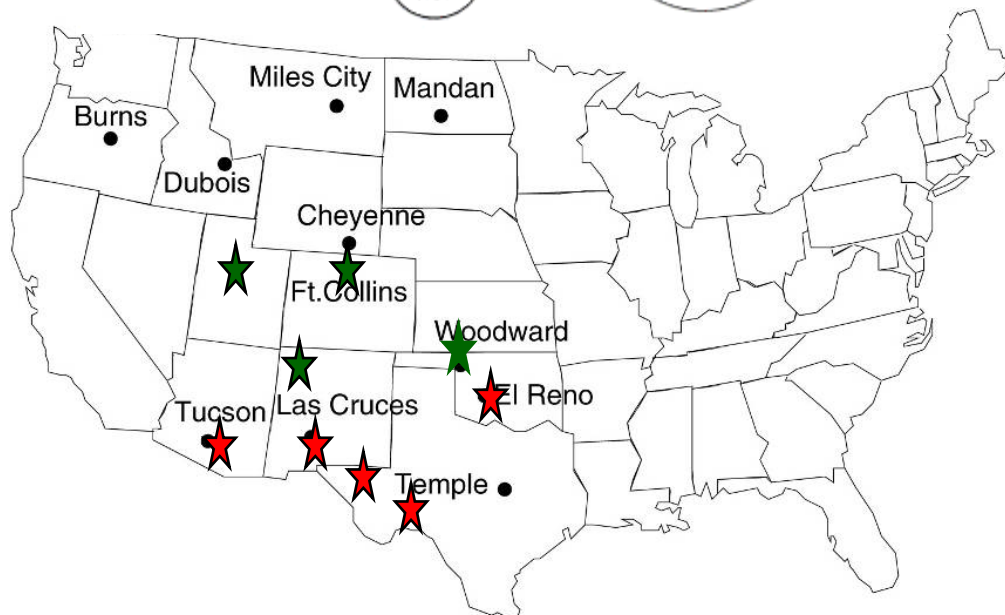 Miles City
Mandan
Burns
Dubois
Cheyenne
Ft.Collins
Woodward
El Reno
Tucson
Las Cruces
Temple